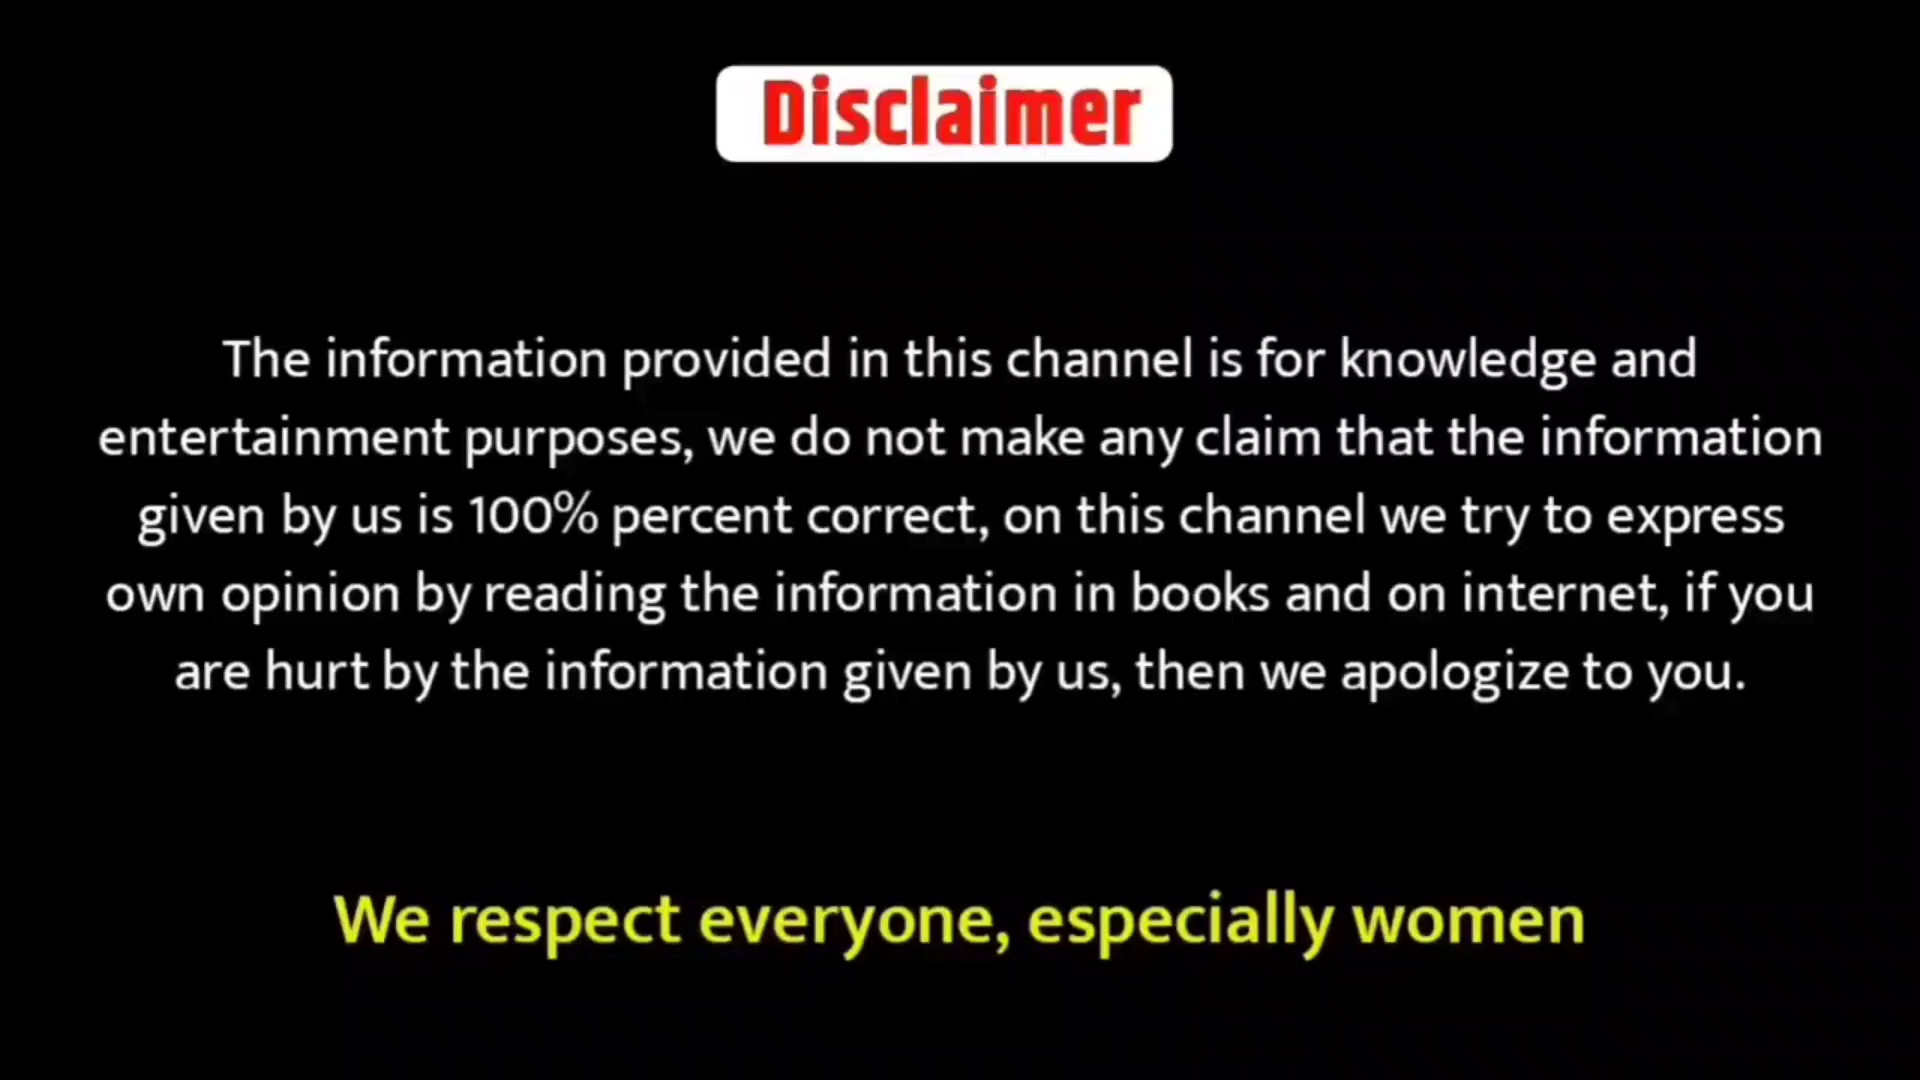 Disclaimer
The information provided in this channel is for knowledge and
entertainment purposes, we do not make any claim that the information
given by us is 100% percent correct, on this channel we try to express
own opinion by reading the information in books and on internet, if you
are hurt by the information given by us, then we apologize to you.
We respect everyone, especially women